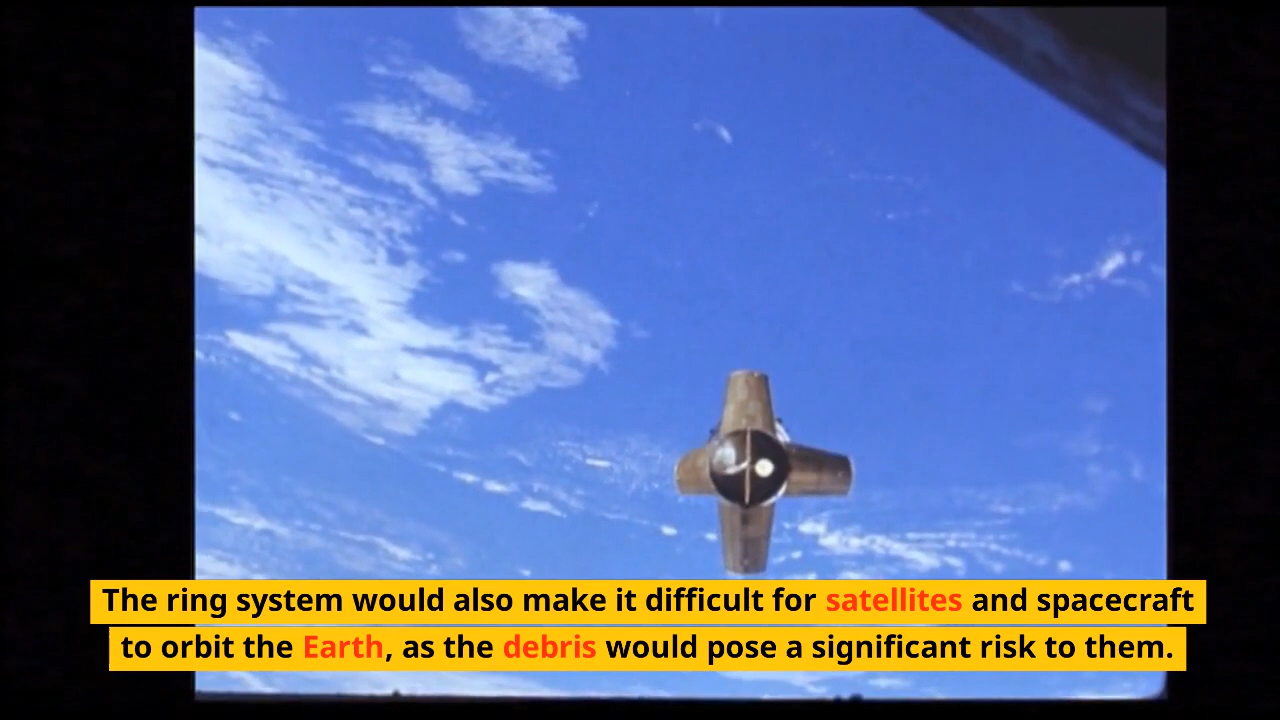 The ring system would also make it difficult for satellites and spacecraft
to orbit the Earth, as the debris would pose a significant risk to them.